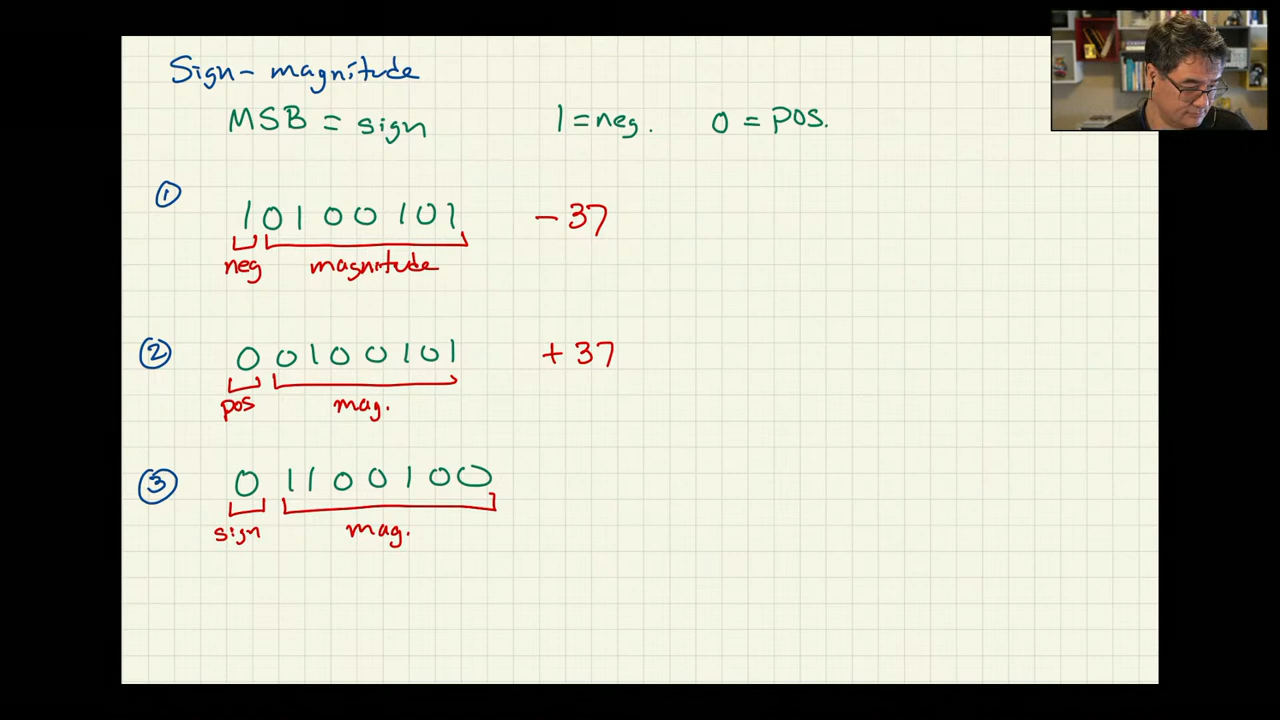 Sign-magnitude
MSB = sign 1 = neg. 0 = pos.
1
10100101 - 37
neg magnitude
2
00100101 + 37
pos mag.
3
01100100
sign mag.